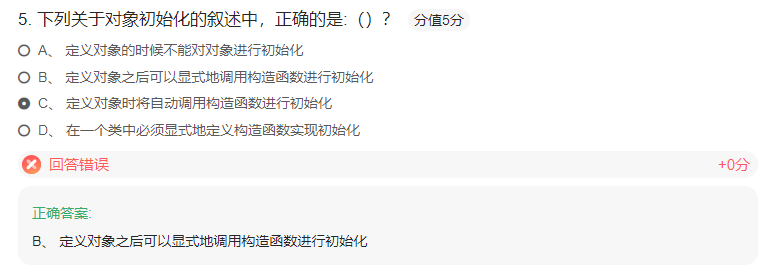 5. 下列关于对象初始化的叙述中，正确的是:（）？ 分值5分
A、 定义对象的时候不能对对象进行初始化
B、 定义对象之后可以显式地调用构造函数进行初始化
C、 定义对象时将自动调用构造函数进行初始化
D、 在一个类中必须显式地定义构造函数实现初始化
回答错误 +0分
正确答案:
B、 定义对象之后可以显式地调用构造函数进行初始化